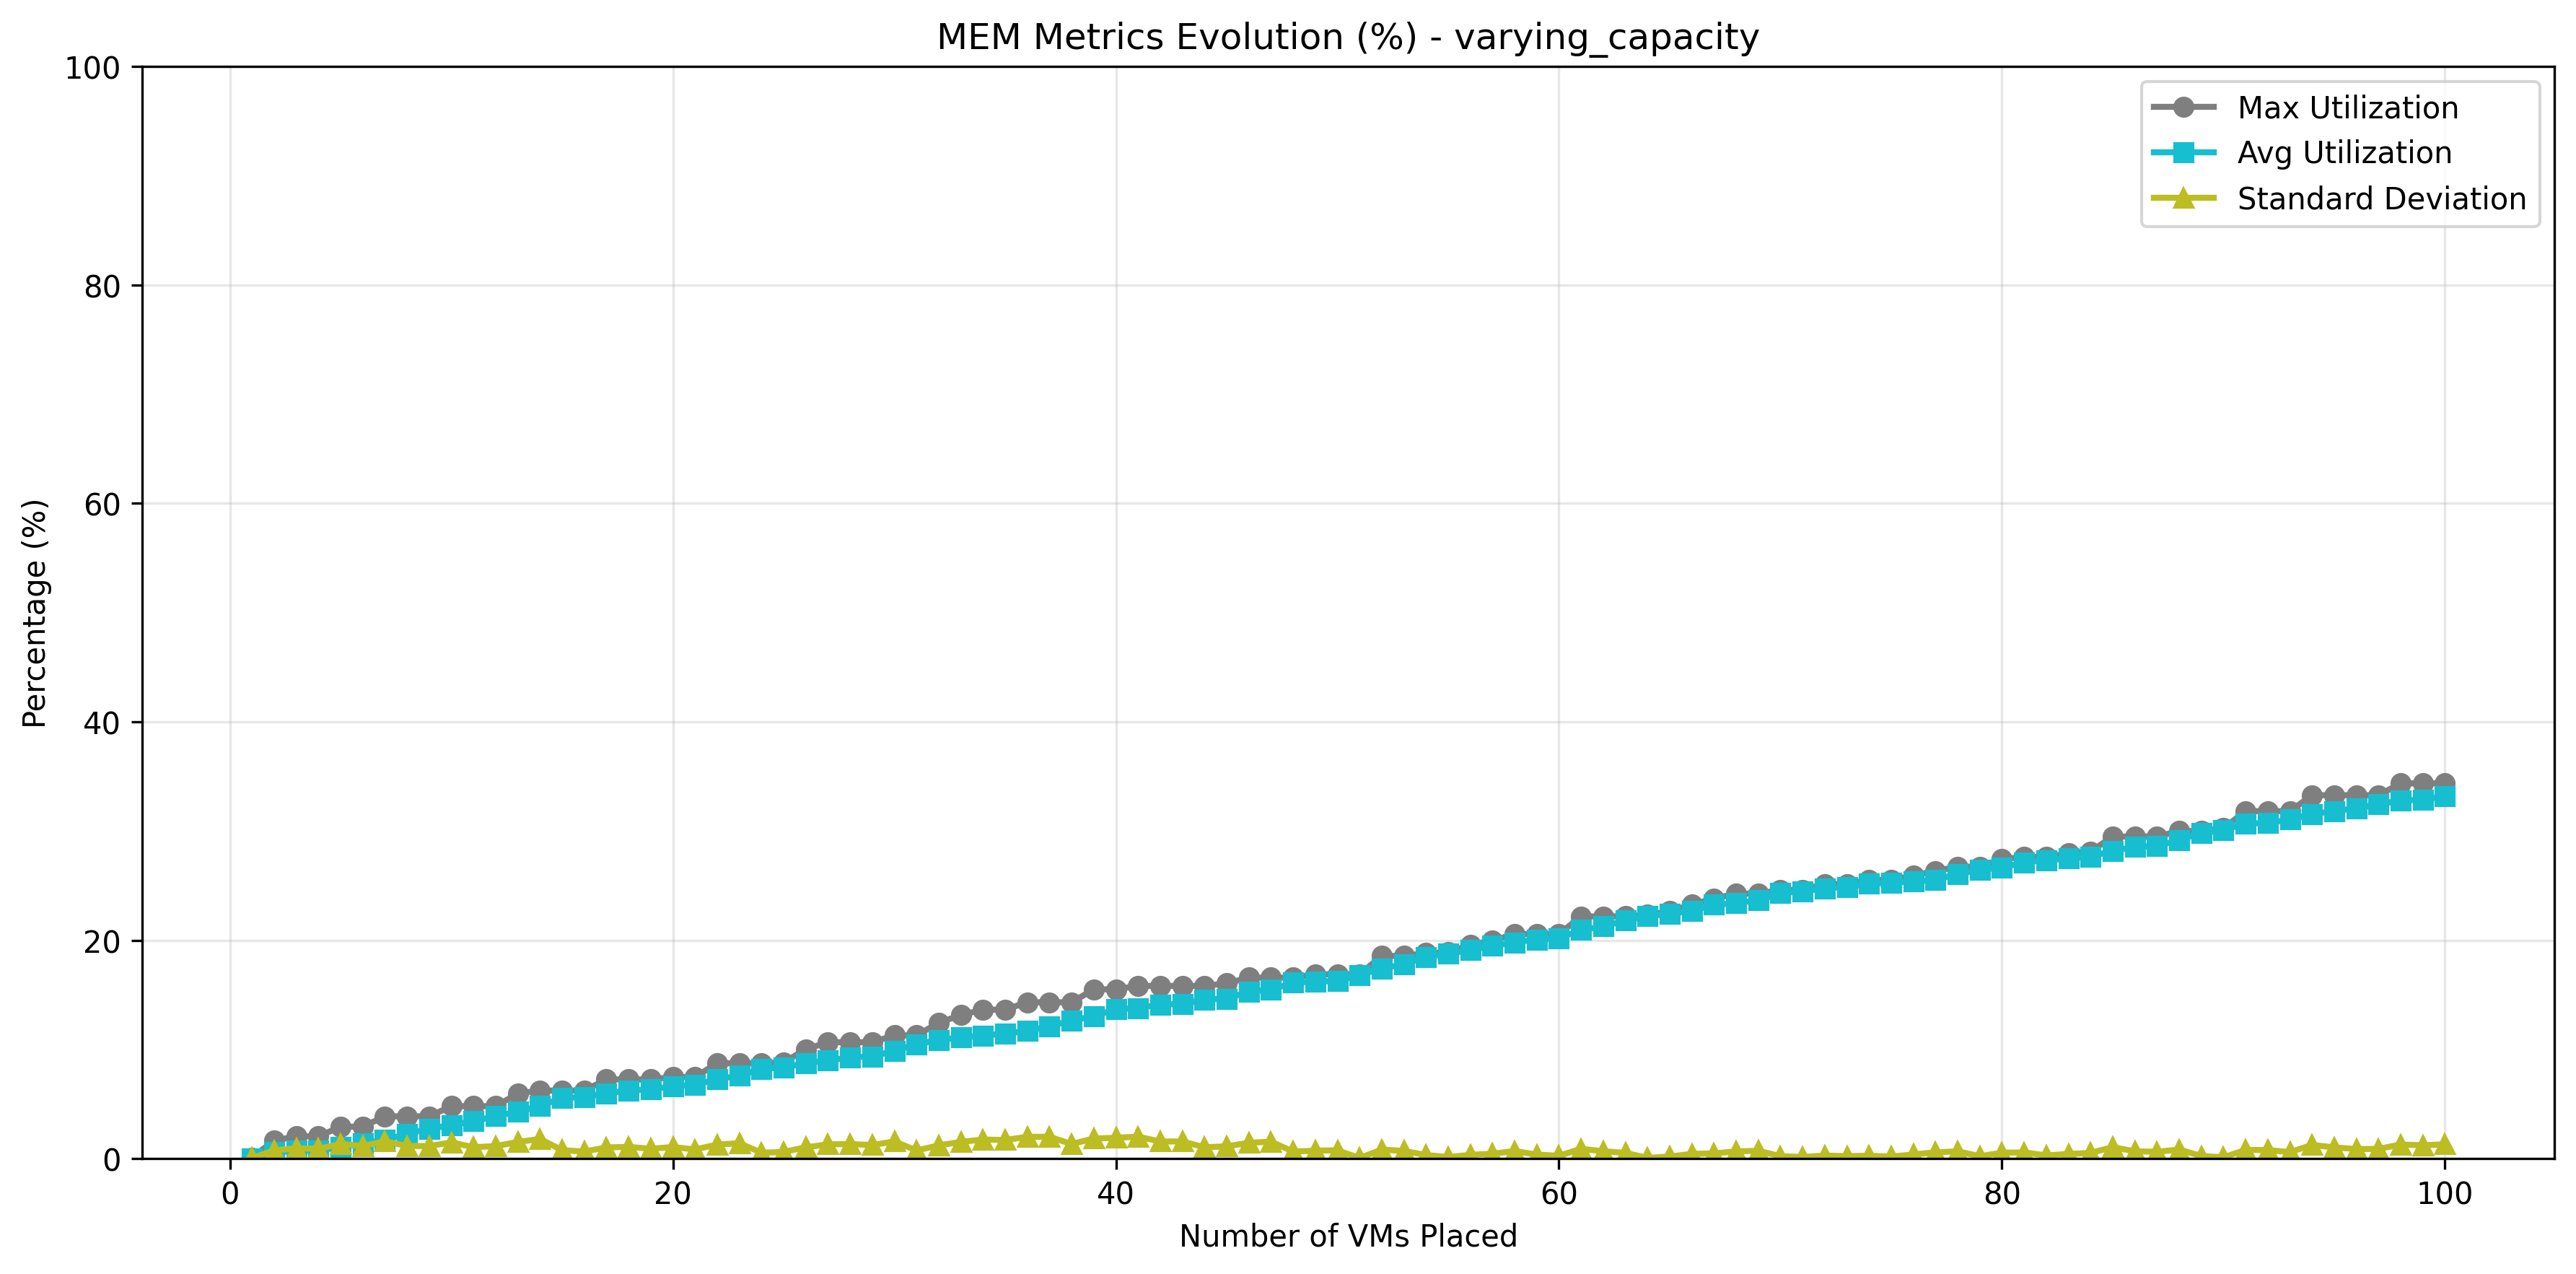 MEM Metrics Evolution (%) - varying_capacity
Max Utilization
Avg Utilization
Standard Deviation
Percentage (%)
100
80
60
40
20
0
0 20 40 60 80 100
Number of VMs Placed